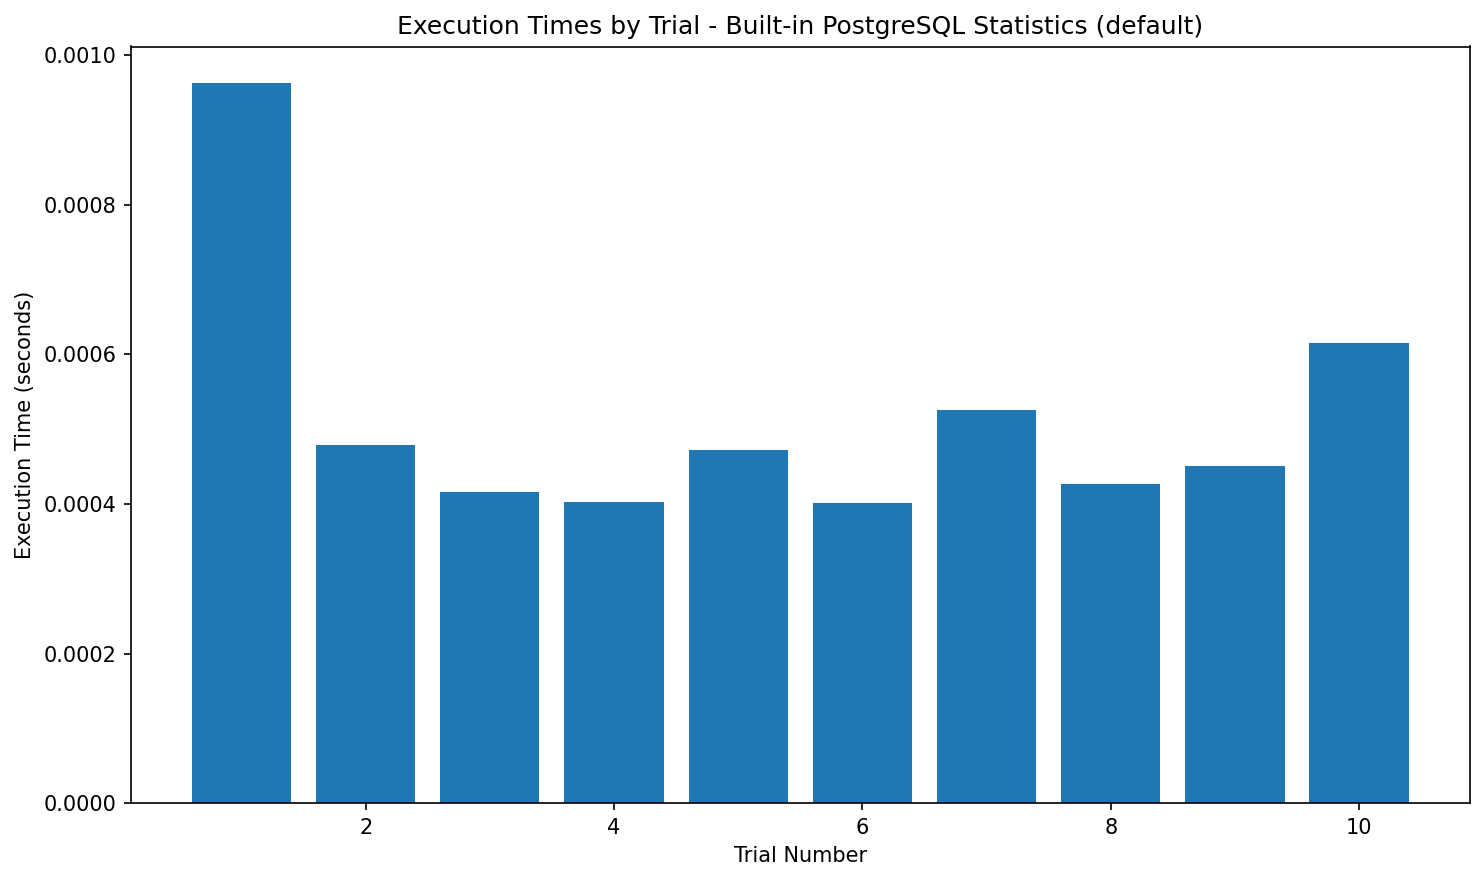 Execution Times by Trial - Built-in PostgreSQL Statistics (default)
Execution Time (seconds)
0.0010
0.0008
0.0006
0.0004
0.0002
0.0000
2 4 6 8 10
Trial Number